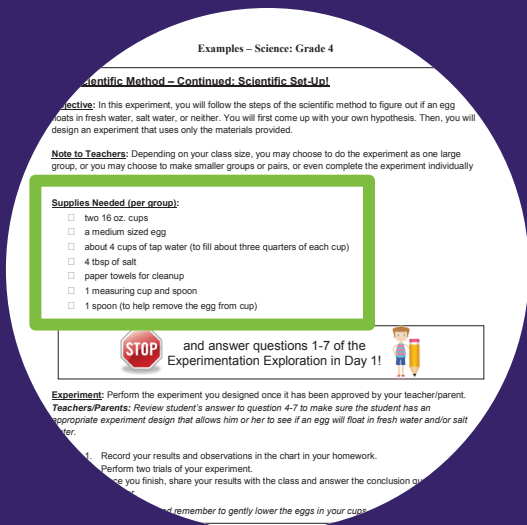 Examples – Science: Grade 4
Scientific Method – Continued: Scientific Set-Up!
Objective: In this experiment, you will follow the steps of the scientific method to figure out if an egg
floats in fresh water, salt water, or neither. You will first come up with your own hypothesis. Then, you will
design an experiment that uses only the materials provided.
Note to Teachers: Depending on your class size, you may choose to do the experiment as one large
group, or you may choose to make smaller groups or pairs, or even complete the experiment individually
Supplies Needed (per group):
☐ two 16 oz. cups
☐ a medium sized egg
☐ about 4 cups of tap water (to fill about three quarters of each cup)
☐ 4 tbsp of salt
☐ paper towels for cleanup
☐ 1 measuring cup and spoon
☐ 1 spoon (to help remove the egg from cup)
STOP and answer questions 1-7 of the
Experimentation Exploration in Day 1!
Experiment: Perform the experiment you designed once it has been approved by your teacher/parent.
Teachers/Parents: Review student's answer to question 4-7 to make sure the student has an
appropriate experiment design that allows him or her to see if an egg will float in fresh water and/or salt
water.
1. Record your results and observations in the chart in your homework.
Perform two trials of your experiment.
you finish, share your results with the class and answer the conclusion
remember to gently lower the eggs in your cups